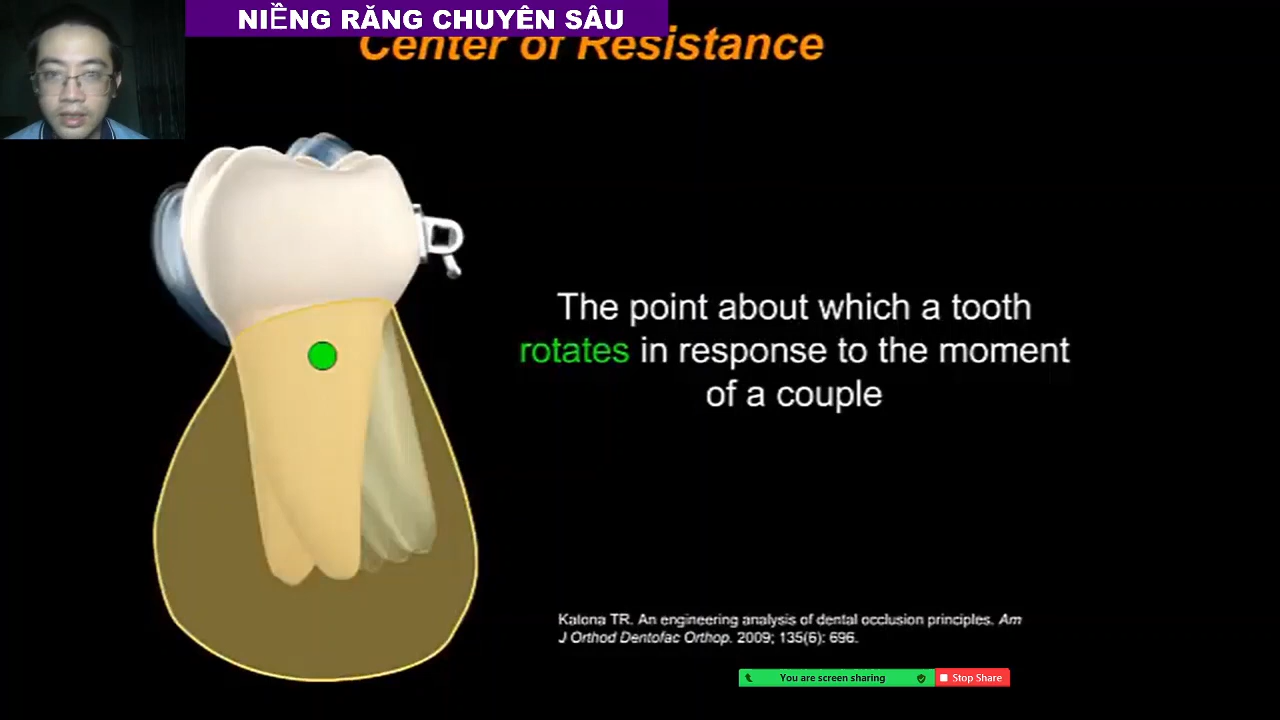 NIỀNG RĂNG CHUYÊN SÂU
Center of Resistance
The point about which a tooth
rotates in response to the moment
of a couple
Kalona TR. An engineering analysis of dental occlusion principles. Am
J Orthod Dentofac Orthop. 2009; 135(6): 696.
You are screen sharing
Stop Share